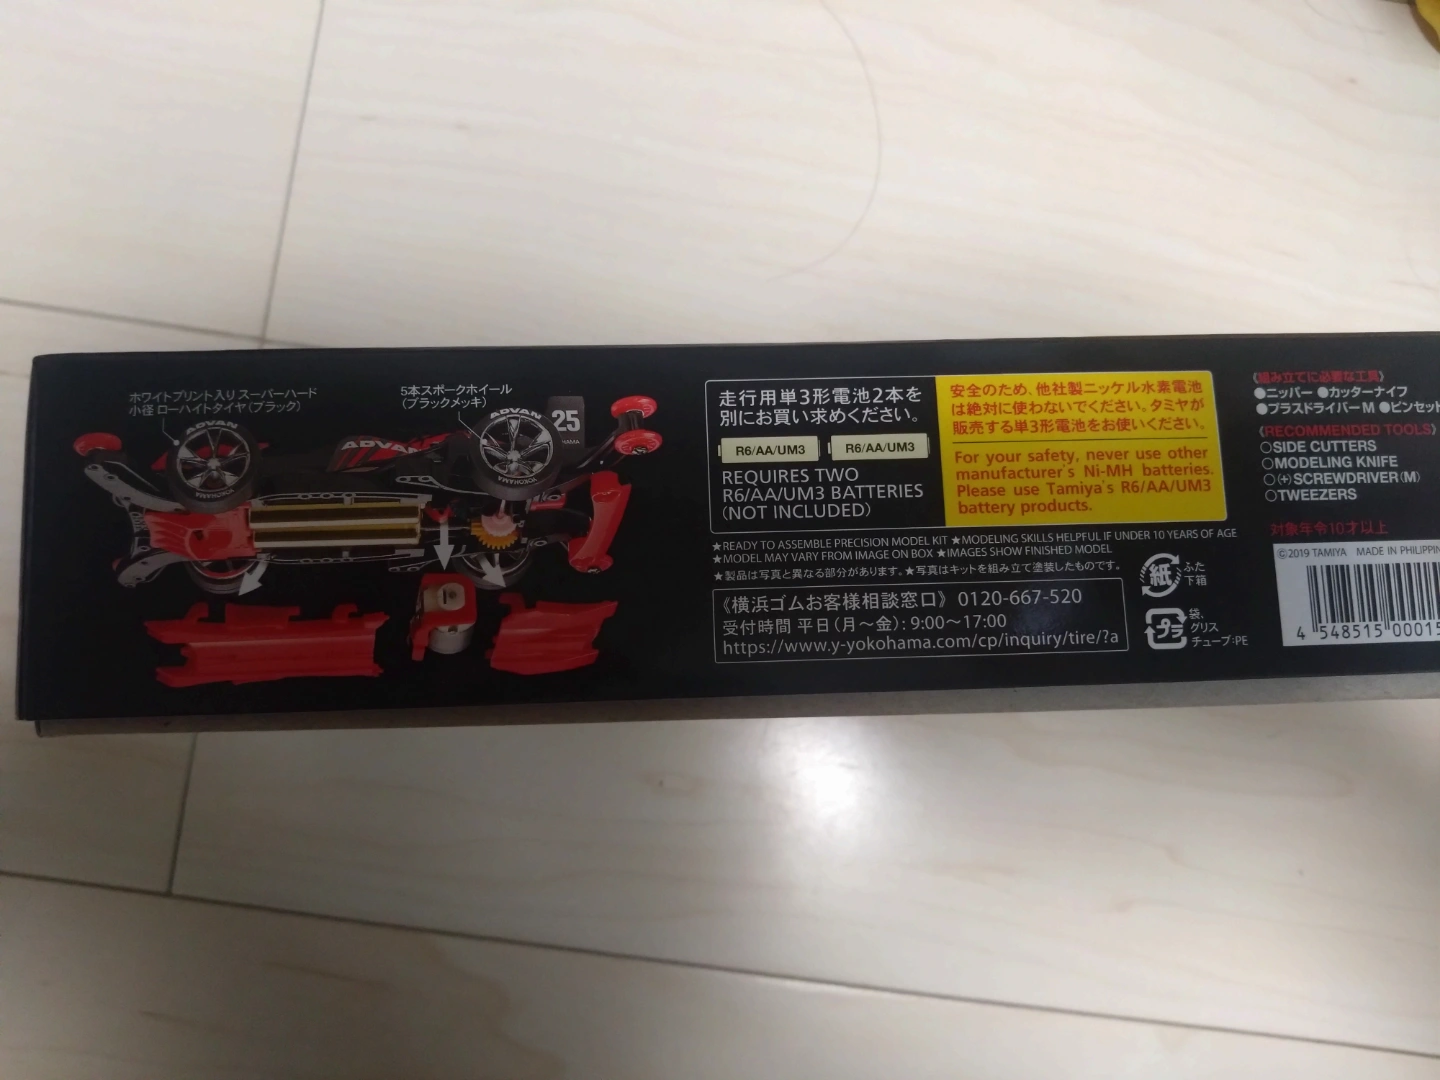 ホワイトプリント入りスーパーハード
小径 ローハイトタイヤ(ブラック)
5本スポークホイール
(ブラックメッキ)
ADVAN
YOKOHAMA
ADVAN
ADVAN
YOKOHAMA
25
走行用単3形電池2本を
別にお買い求めください。
R6/AA/UM3
R6/AA/UM3
REQUIRES TWO
R6/AA/UM3 BATTERIES
(NOT INCLUDED)
安全のため、他社製ニッケル水素電池
は絶対に使わないでください。タミヤが
販売する単3形電池をお使いください。
For your safety, never use other
manufacturer's Ni-MH batteries.
Please use Tamiya's R6/AA/UM3
battery products.
★READY TO ASSEMBLE PRECISION MODEL KIT ★MODELING SKILLS HELPFUL IF UNDER 10 YEARS OF AGE
★MODEL MAY VARY FROM IMAGE ON BOX ★IMAGES SHOW FINISHED MODEL
★製品は写真と異なる部分があります。★写真はキットを組み立て塗装したものです。
《横浜ゴムお客様相談窓口》 0120-667-520
受付時間 平日(月〜金):9:00〜17:00
https://www.y-yokohama.com/cp/inquiry/tire/?a
紙
ふた
下箱
プラ
袋、
グリス
チューブ:PE
《組み立てに必要な工具》
●ニッパー ●カッターナイフ
●プラスドライバーM ●ピンセット
《RECOMMENDED TOOLS》
○SIDE CUTTERS
○MODELING KNIFE
○(+)SCREWDRIVER(M)
○TWEEZERS
対象年令10才以上
©2019 TAMIYA MADE IN PHILIPPIN
4 548515 00015